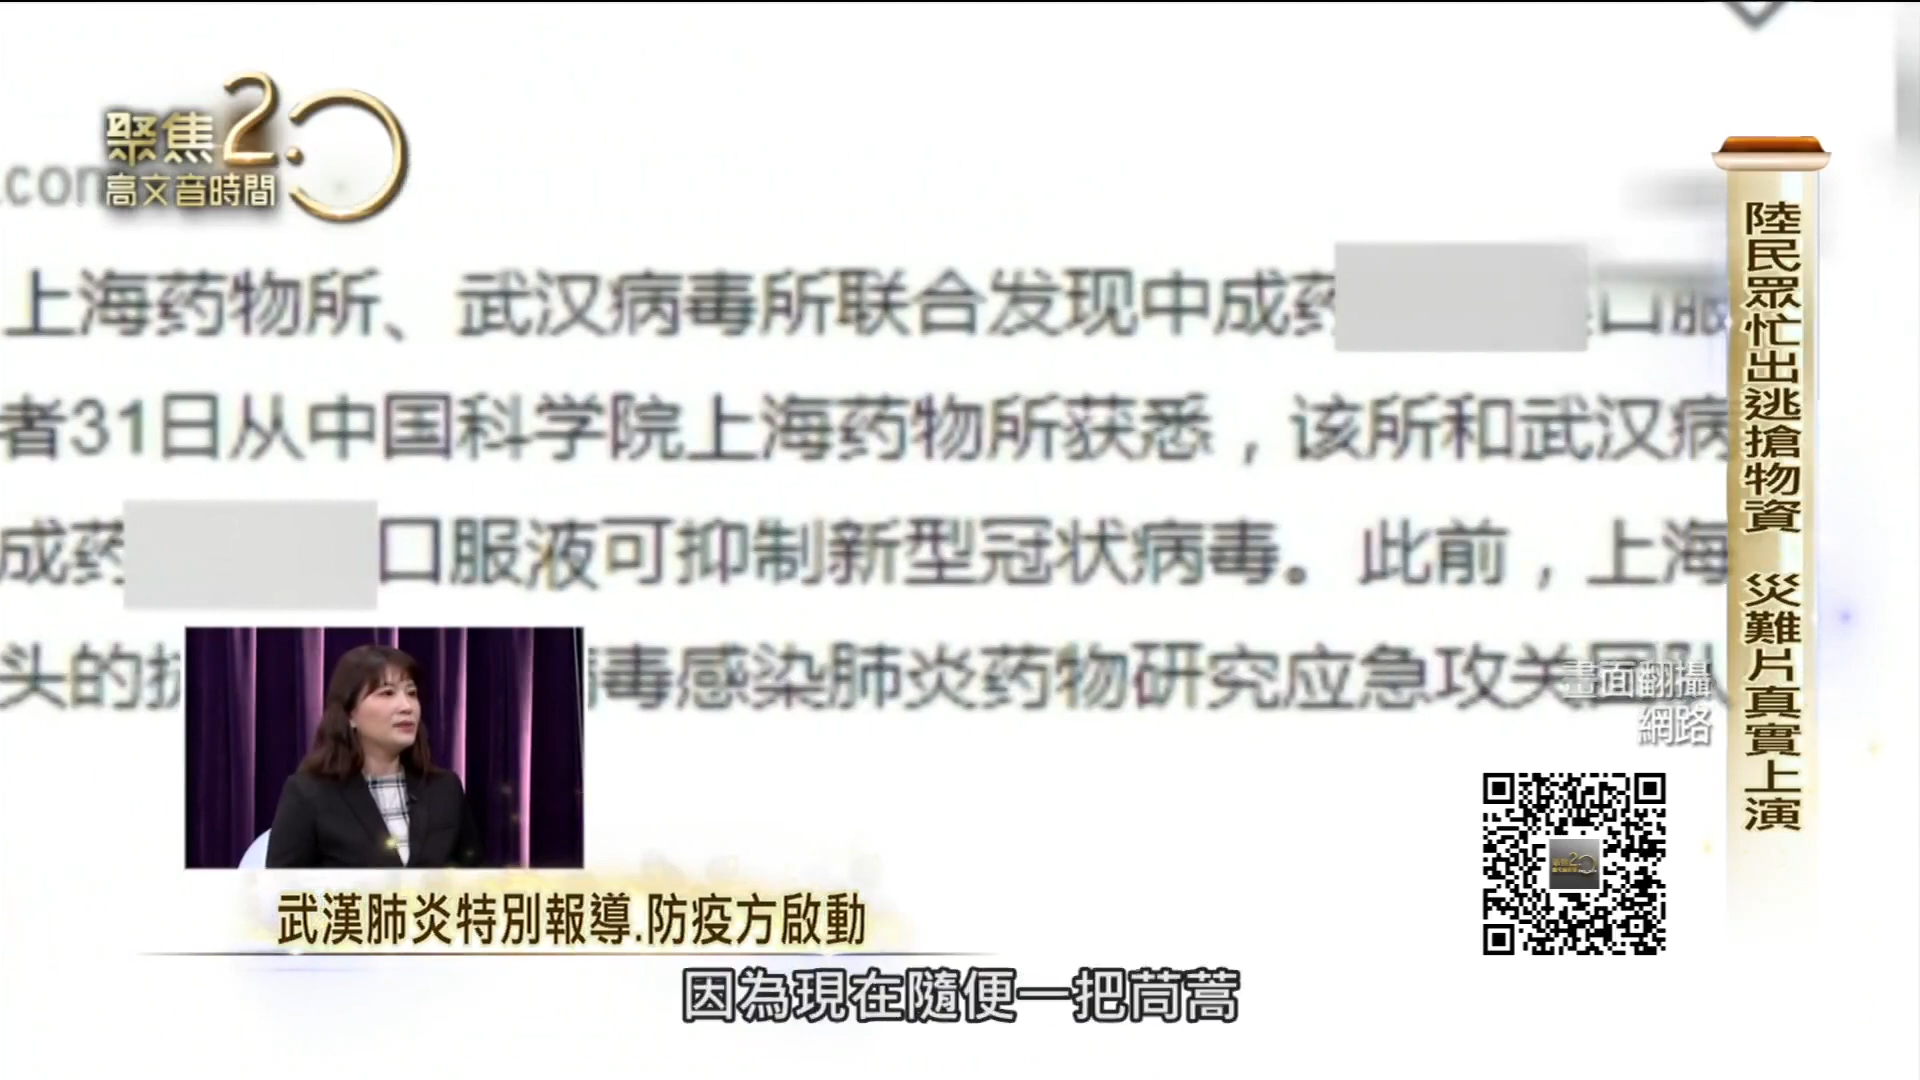 聚焦2.0
高文音時間
.com
上海药物所、武汉病毒所联合发现中成药 口服
者31日从中国科学院上海药物所获悉，该所和武汉病
成药 口服液可抑制新型冠状病毒。此前，上海
头的抗 病毒感染肺炎药物研究应急攻关团队
畫面翻攝
網路
陸民眾忙出逃搶物資 災難片真實上演
武漢肺炎特別報導.防疫方啟動
因為現在隨便一把茼蒿